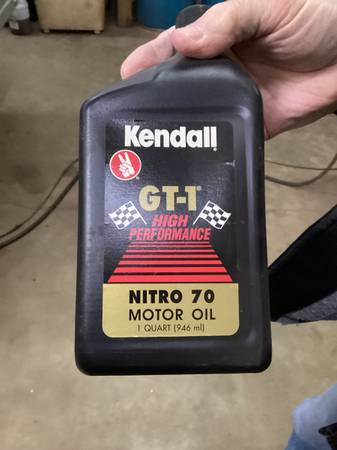 Kendall
GT-1®
HIGH
PERFORMANCE
NITRO 70
MOTOR OIL
1 QUART (946 ml)